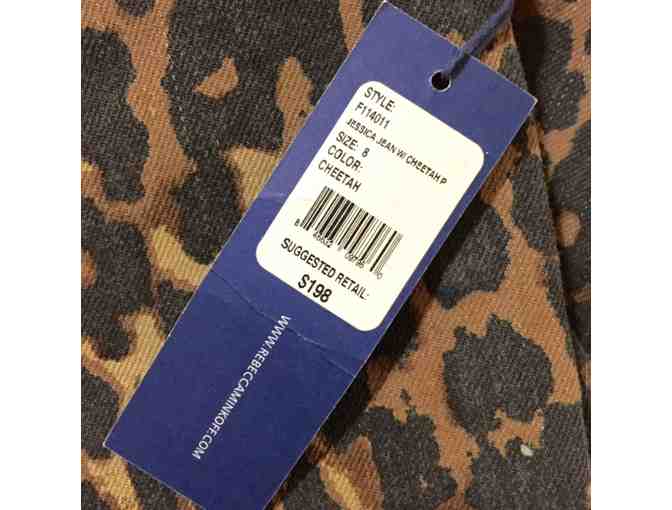 STYLE:
F114011
JESSICA JEAN W/ CHEETAH P
SIZE: 8
COLOR:
CHEETAH
SUGGESTED RETAIL:
$198
WWW.REBECCAMINKOFF.COM